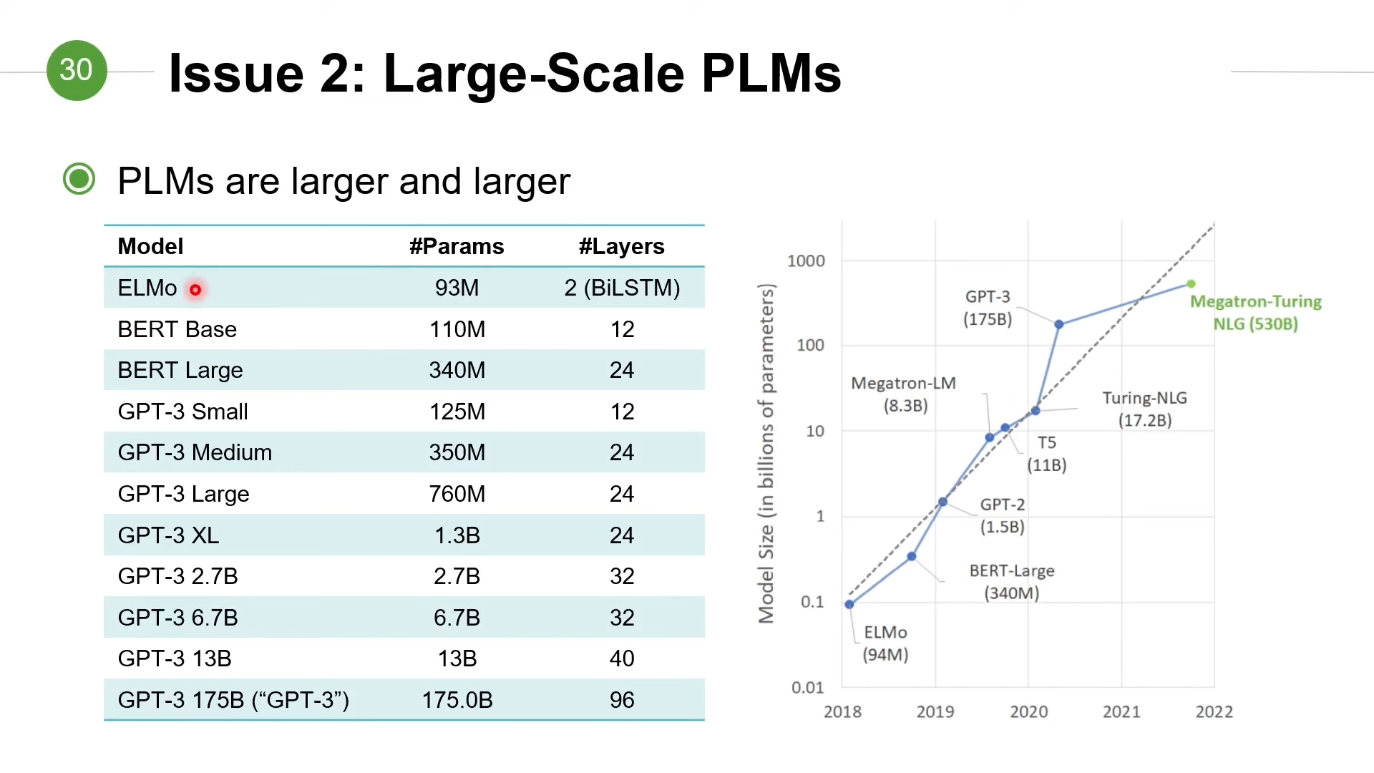 30
Issue 2: Large-Scale PLMs
PLMs are larger and larger
Model #Params #Layers
ELMo 93M 2 (BiLSTM)
BERT Base 110M 12
BERT Large 340M 24
GPT-3 Small 125M 12
GPT-3 Medium 350M 24
GPT-3 Large 760M 24
GPT-3 XL 1.3B 24
GPT-3 2.7B 2.7B 32
GPT-3 6.7B 6.7B 32
GPT-3 13B 13B 40
GPT-3 175B (“GPT-3”) 175.0B 96
Model Size (in billions of parameters)
1000
100
10
1
0.1
0.01
2018 2019 2020 2021 2022
GPT-3
(175B)
Megatron-Turing
NLG (530B)
Megatron-LM
(8.3B)
Turing-NLG
(17.2B)
T5
(11B)
GPT-2
(1.5B)
BERT-Large
(340M)
ELMo
(94M)